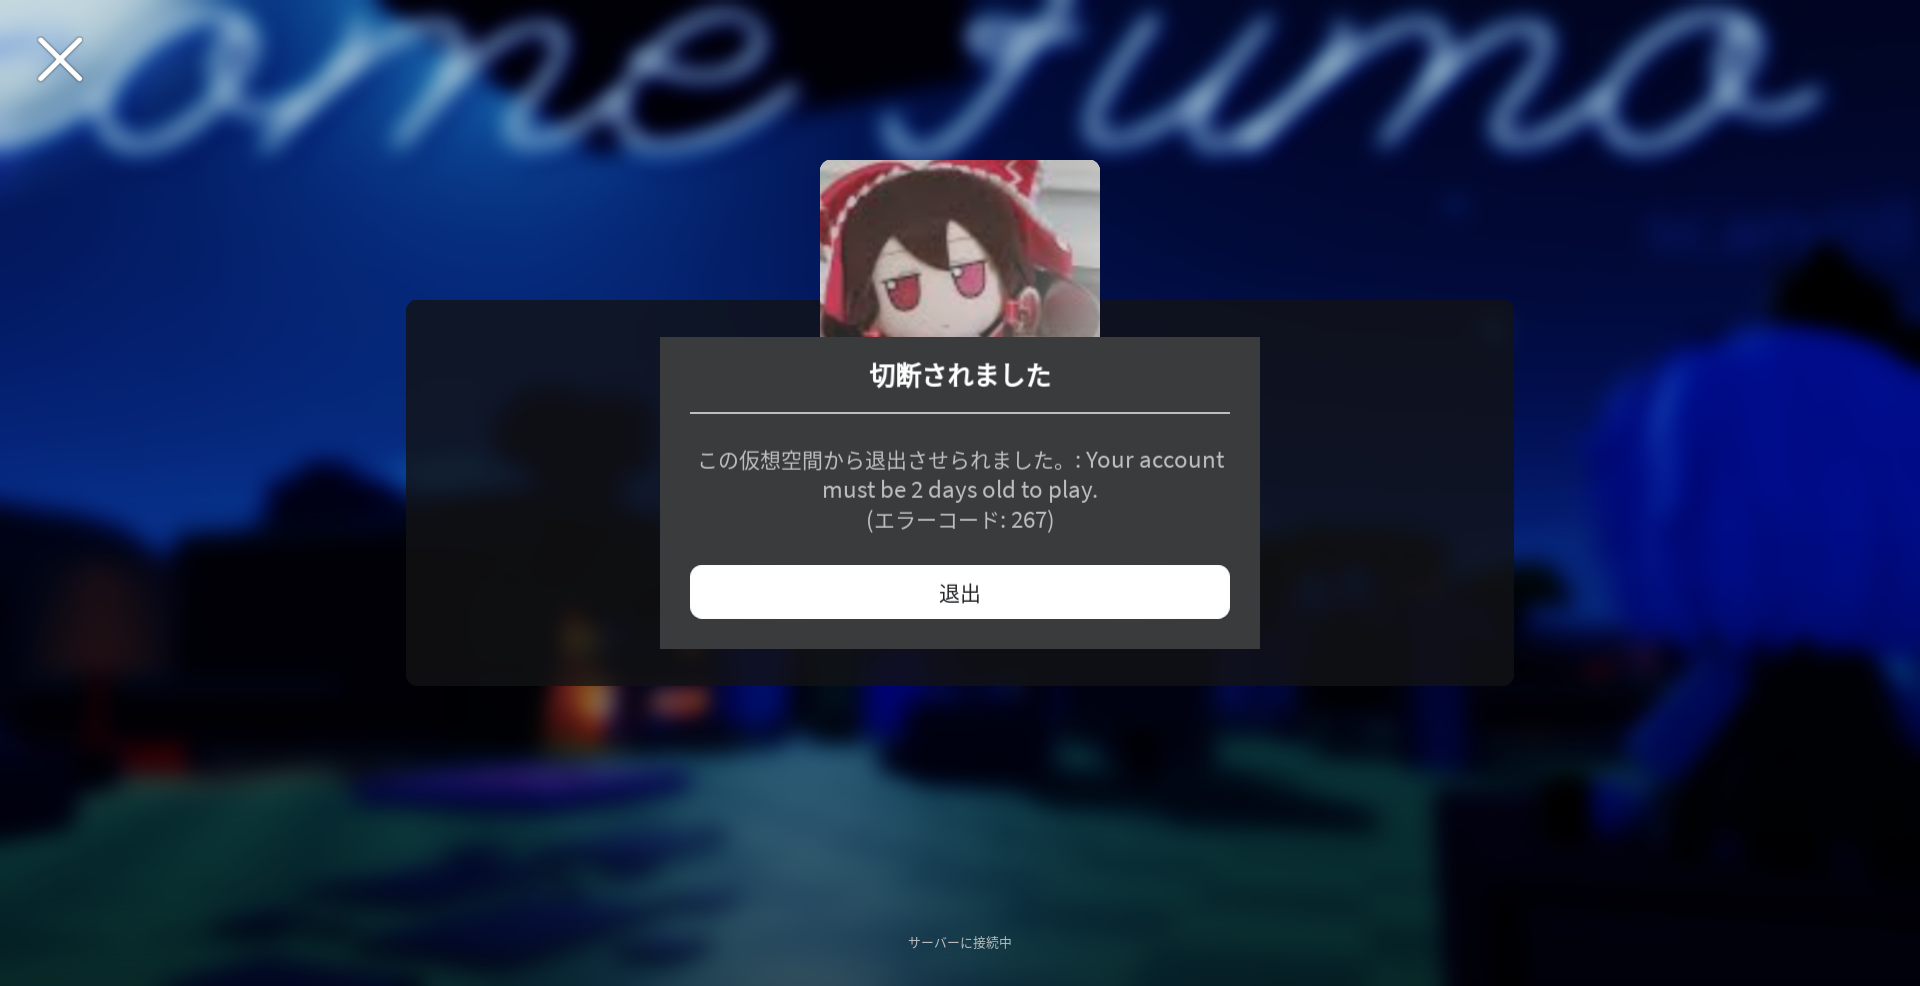 ome fumo
切断されました
この仮想空間から退出させられました。: Your account
must be 2 days old to play.
(エラーコード: 267)
退出
サーバーに接続中